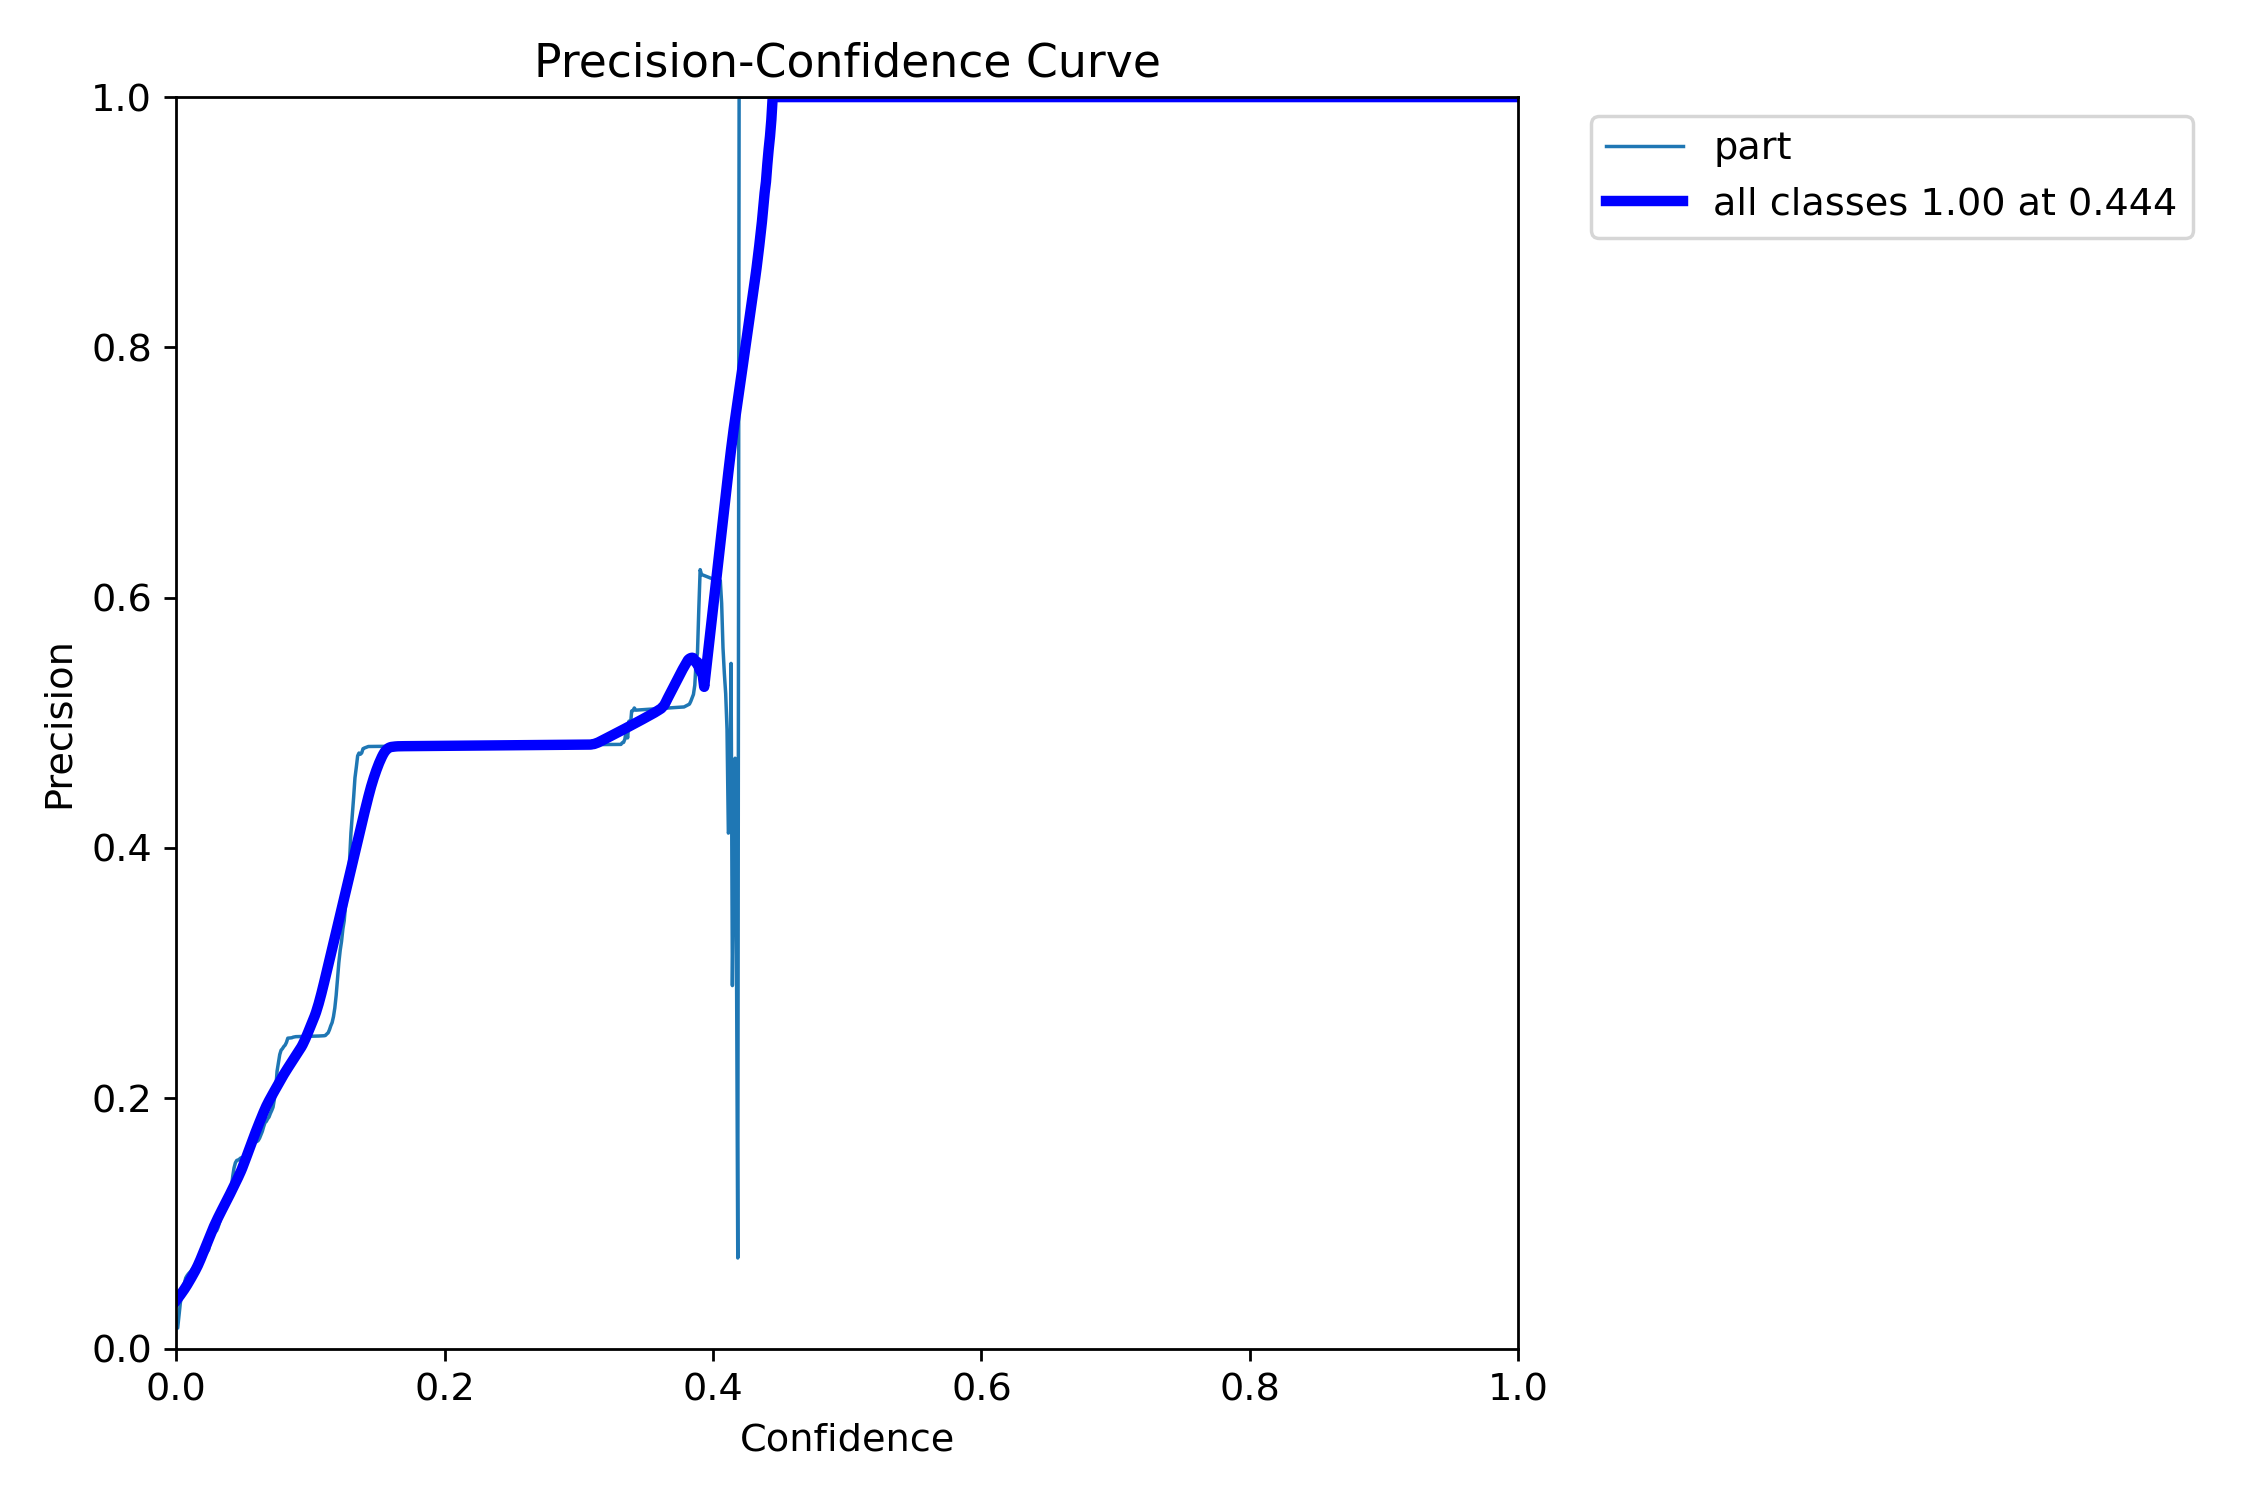 Precision-Confidence Curve
1.0
0.8
0.6
0.4
0.2
0.0
Precision
0.0 0.2 0.4 0.6 0.8 1.0
Confidence
part
all classes 1.00 at 0.444